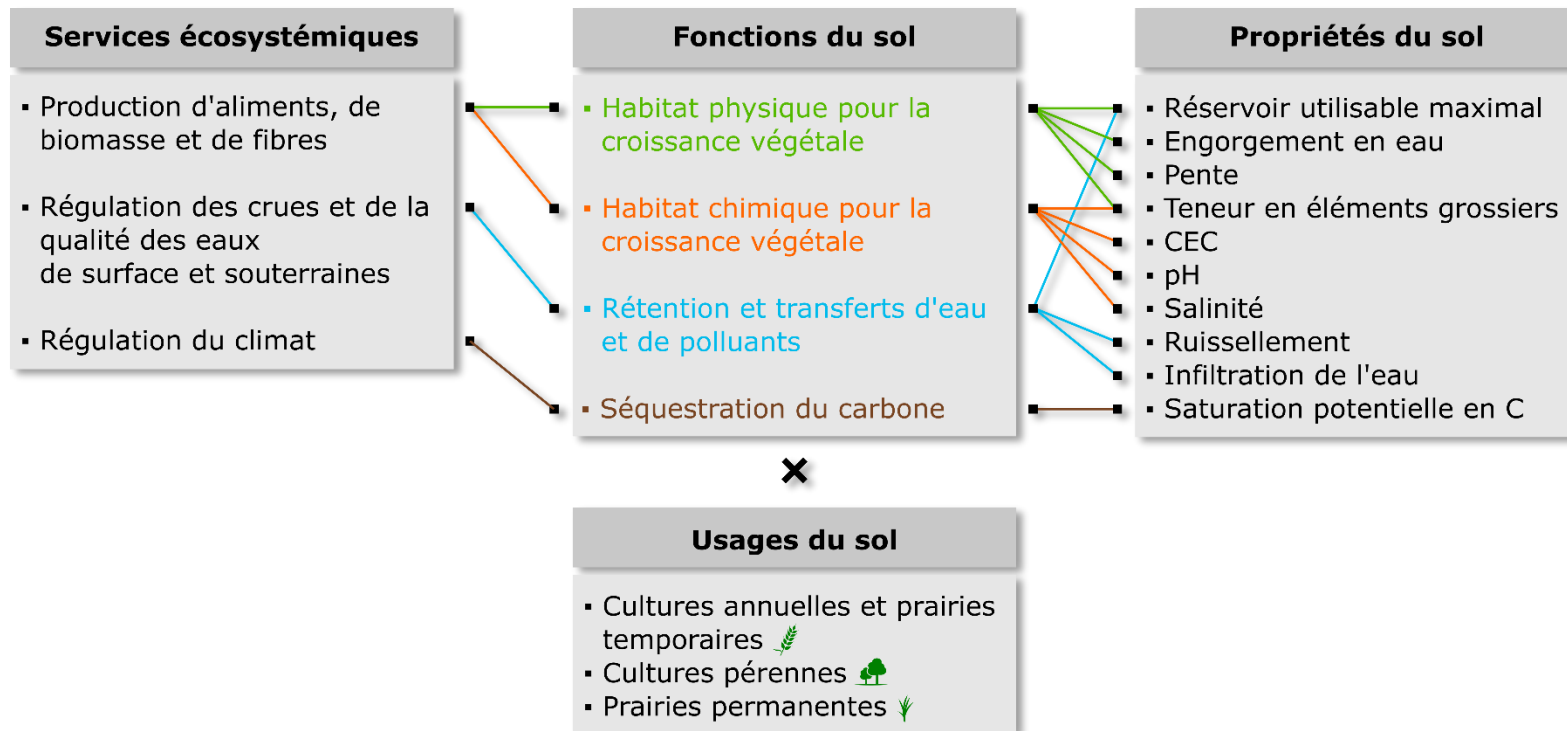 Services écosystémiques
▪ Production d'aliments, de
biomasse et de fibres
▪ Régulation des crues et de la
qualité des eaux
de surface et souterraines
▪ Régulation du climat
Fonctions du sol
▪ Habitat physique pour la
croissance végétale
▪ Habitat chimique pour la
croissance végétale
▪ Rétention et transferts d'eau
et de polluants
▪ Séquestration du carbone
Propriétés du sol
▪ Réservoir utilisable maximal
▪ Engorgement en eau
▪ Pente
▪ Teneur en éléments grossiers
▪ CEC
▪ pH
▪ Salinité
▪ Ruissellement
▪ Infiltration de l'eau
▪ Saturation potentielle en C
×
Usages du sol
▪ Cultures annuelles et prairies
temporaires
▪ Cultures pérennes
▪ Prairies permanentes